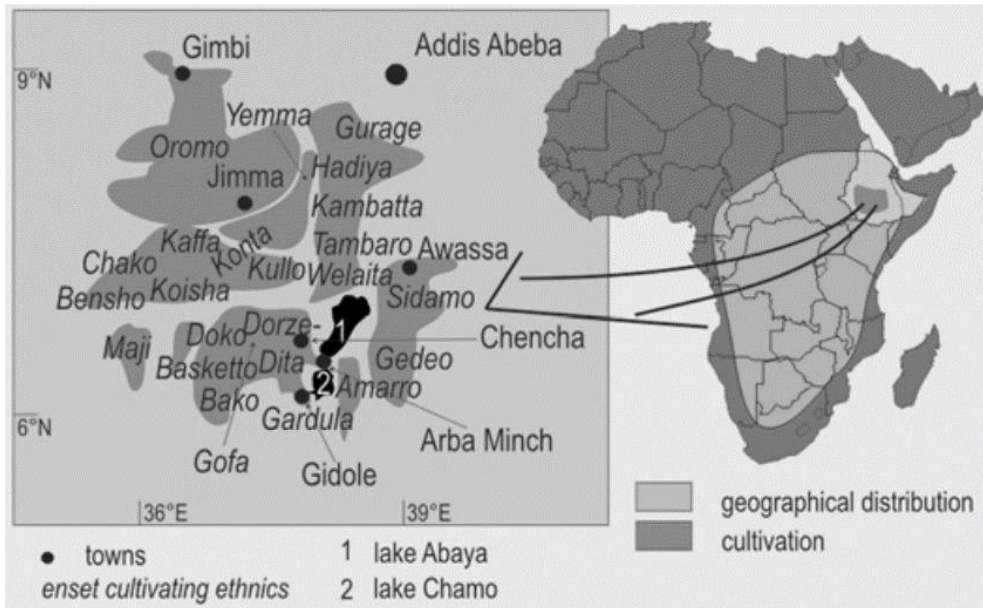 Gimbi
Addis Abeba
9°N
Yemma
Gurage
Oromo
Hadiya
Jimma
Kambatta
Kaffa
Konta
Tambaro
Awassa
Chako
Kullo
Welaita
Bensho
Koisha
Sidamo
1
Doko
Dorze-
Chencha
Maji
Basketto
Dita
Gedeo
2
Amarro
Bako
Gardula
6°N
Arba Minch
Gofa
Gidole
36°E
39°E
geographical distribution
cultivation
towns
1 lake Abaya
enset cultivating ethnics
2 lake Chamo